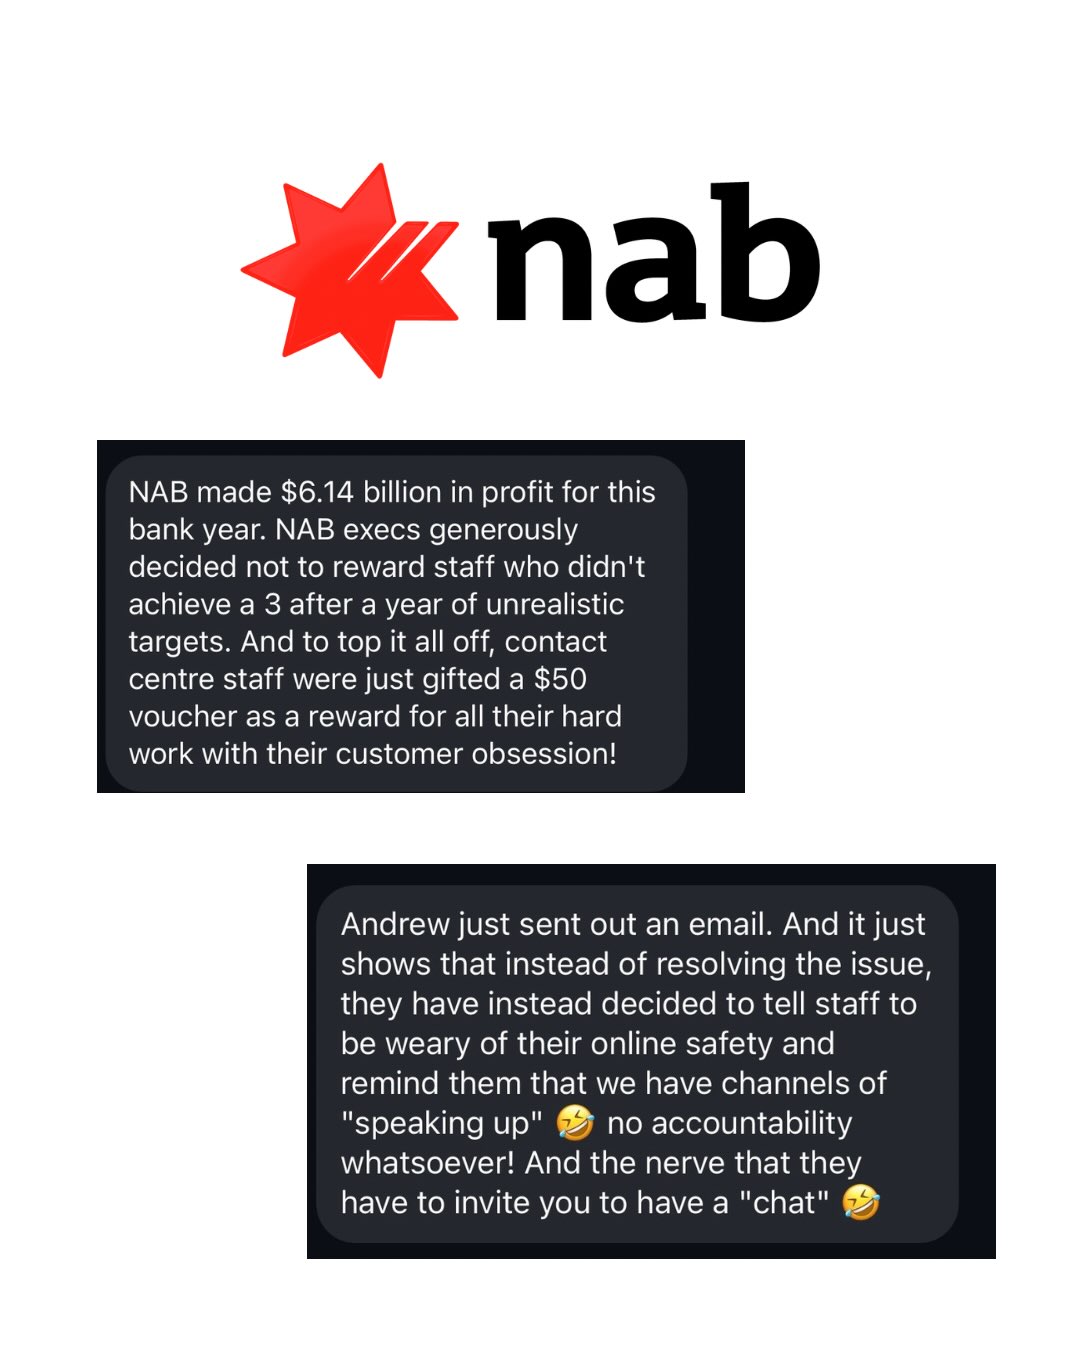 nab
NAB made $6.14 billion in profit for this
bank year. NAB execs generously
decided not to reward staff who didn't
achieve a 3 after a year of unrealistic
targets. And to top it all off, contact
centre staff were just gifted a $50
voucher as a reward for all their hard
work with their customer obsession!
Andrew just sent out an email. And it just
shows that instead of resolving the issue,
they have instead decided to tell staff to
be weary of their online safety and
remind them that we have channels of
"speaking up" 🤣 no accountability
whatsoever! And the nerve that they
have to invite you to have a "chat" 🤣